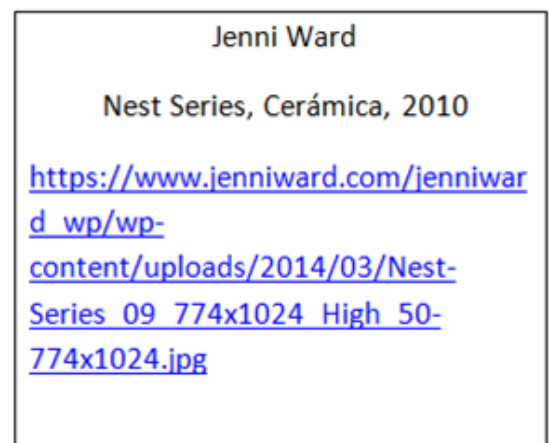 Jenni Ward
Nest Series, Cerámica, 2010
https://www.jenniward.com/jenniwar
d_wp/wp-
content/uploads/2014/03/Nest-
Series_09_774x1024_High_50-
774x1024.jpg